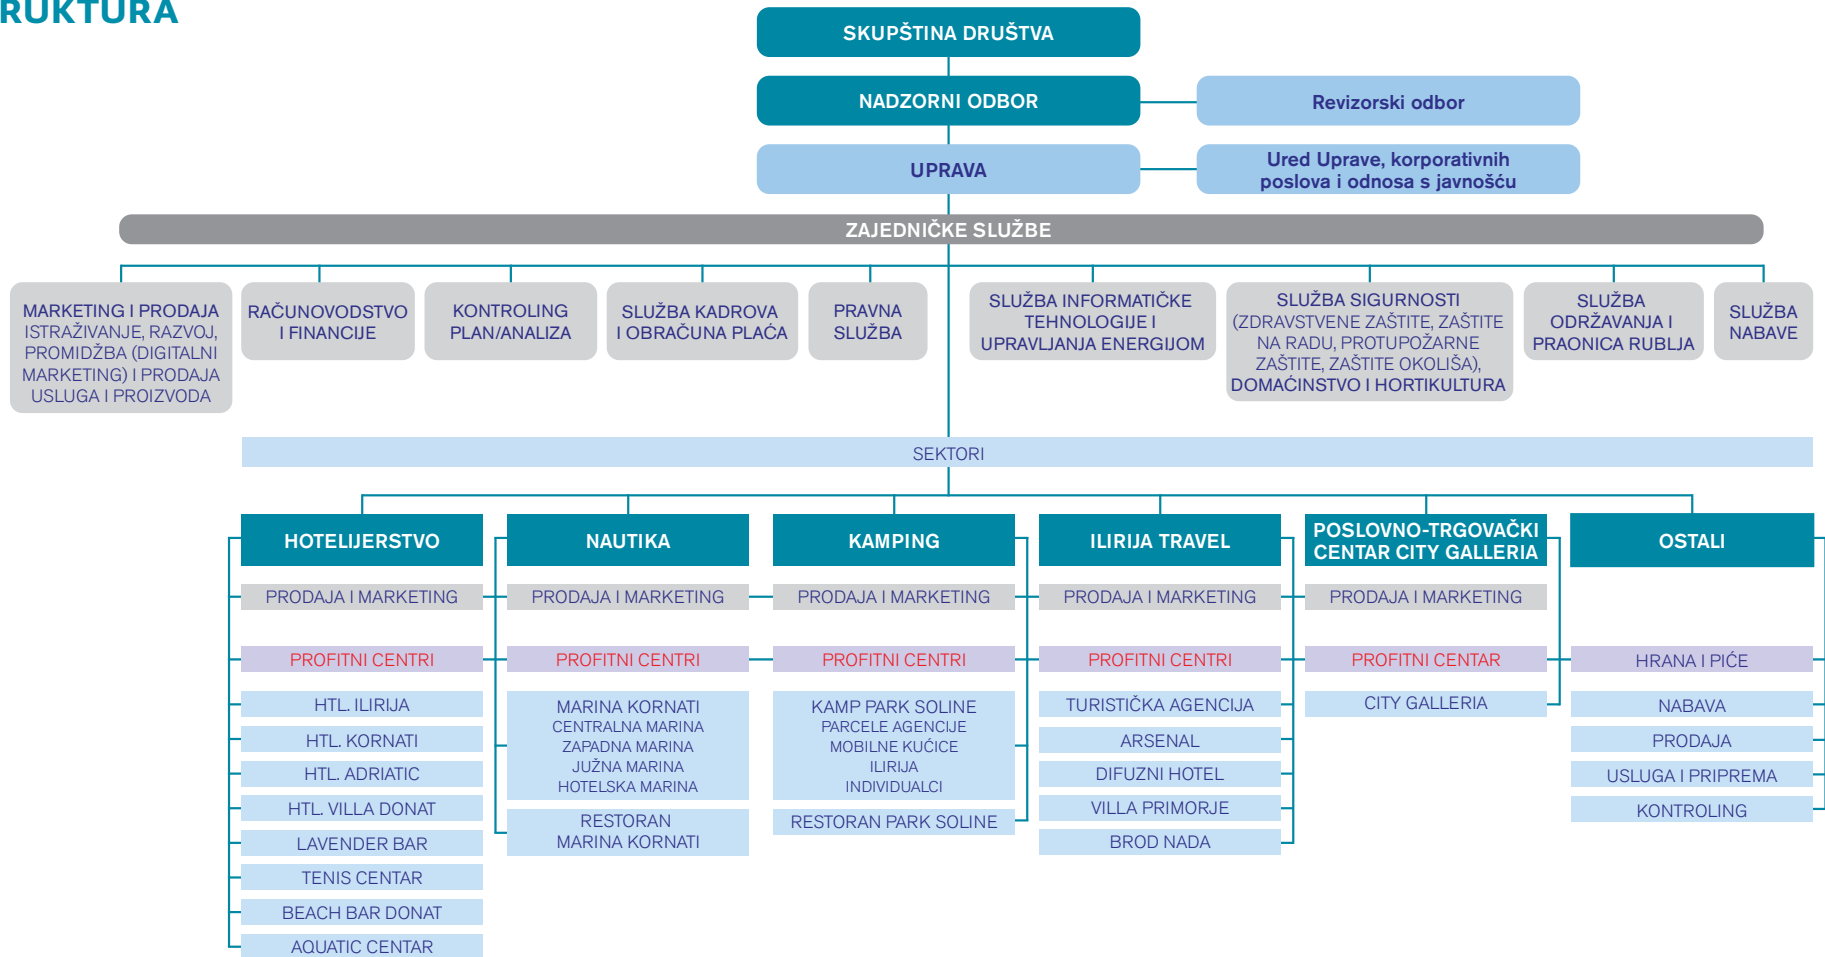 RUKTURA
SKUPŠTINA DRUŠTVA
NADZORNI ODBOR
Revizorski odbor
UPRAVA
Ured Uprave, korporativnih
poslova i odnosa s javnošću
ZAJEDNIČKE SLUŽBE
MARKETING I PRODAJA
ISTRAŽIVANJE, RAZVOJ,
PROMIDŽBA (DIGITALNI
MARKETING) I PRODAJA
USLUGA I PROIZVODA
RAČUNOVODSTVO
I FINANCIJE
KONTROLING
PLAN/ANALIZA
SLUŽBA KADROVA
I OBRAČUNA PLAĆA
PRAVNA
SLUŽBA
SLUŽBA INFORMATIČKE
TEHNOLOGIJE I
UPRAVLJANJA ENERGIJOM
SLUŽBA SIGURNOSTI
(ZDRAVSTVENE ZAŠTITE, ZAŠTITE
NA RADU, PROTUPOŽARNE
ZAŠTITE, ZAŠTITE OKOLIŠA),
DOMAĆINSTVO I HORTIKULTURA
SLUŽBA
ODRŽAVANJA I
PRAONICA RUBLJA
SLUŽBA
NABAVE
SEKTORI
HOTELIJERSTVO
PRODAJA I MARKETING
PROFITNI CENTRI
HTL. ILIRIJA
HTL. KORNATI
HTL. ADRIATIC
HTL. VILLA DONAT
LAVENDER BAR
TENIS CENTAR
BEACH BAR DONAT
AQUATIC CENTAR
NAUTIKA
PRODAJA I MARKETING
PROFITNI CENTRI
MARINA KORNATI
CENTRALNA MARINA
ZAPADNA MARINA
JUŽNA MARINA
HOTELSKA MARINA
RESTORAN
MARINA KORNATI
KAMPING
PRODAJA I MARKETING
PROFITNI CENTRI
KAMP PARK SOLINE
PARCELE AGENCIJE
MOBILNE KUĆICE
ILIRIJA
INDIVIDUALCI
RESTORAN PARK SOLINE
ILIRIJA TRAVEL
PRODAJA I MARKETING
PROFITNI CENTRI
TURISTIČKA AGENCIJA
ARSENAL
DIFUZNI HOTEL
VILLA PRIMORJE
BROD NADA
POSLOVNO-TRGOVAČKI
CENTAR CITY GALLERIA
PRODAJA I MARKETING
PROFITNI CENTAR
CITY GALLERIA
OSTALI
HRANA I PIĆE
NABAVA
PRODAJA
USLUGA I PRIPREMA
KONTROLING